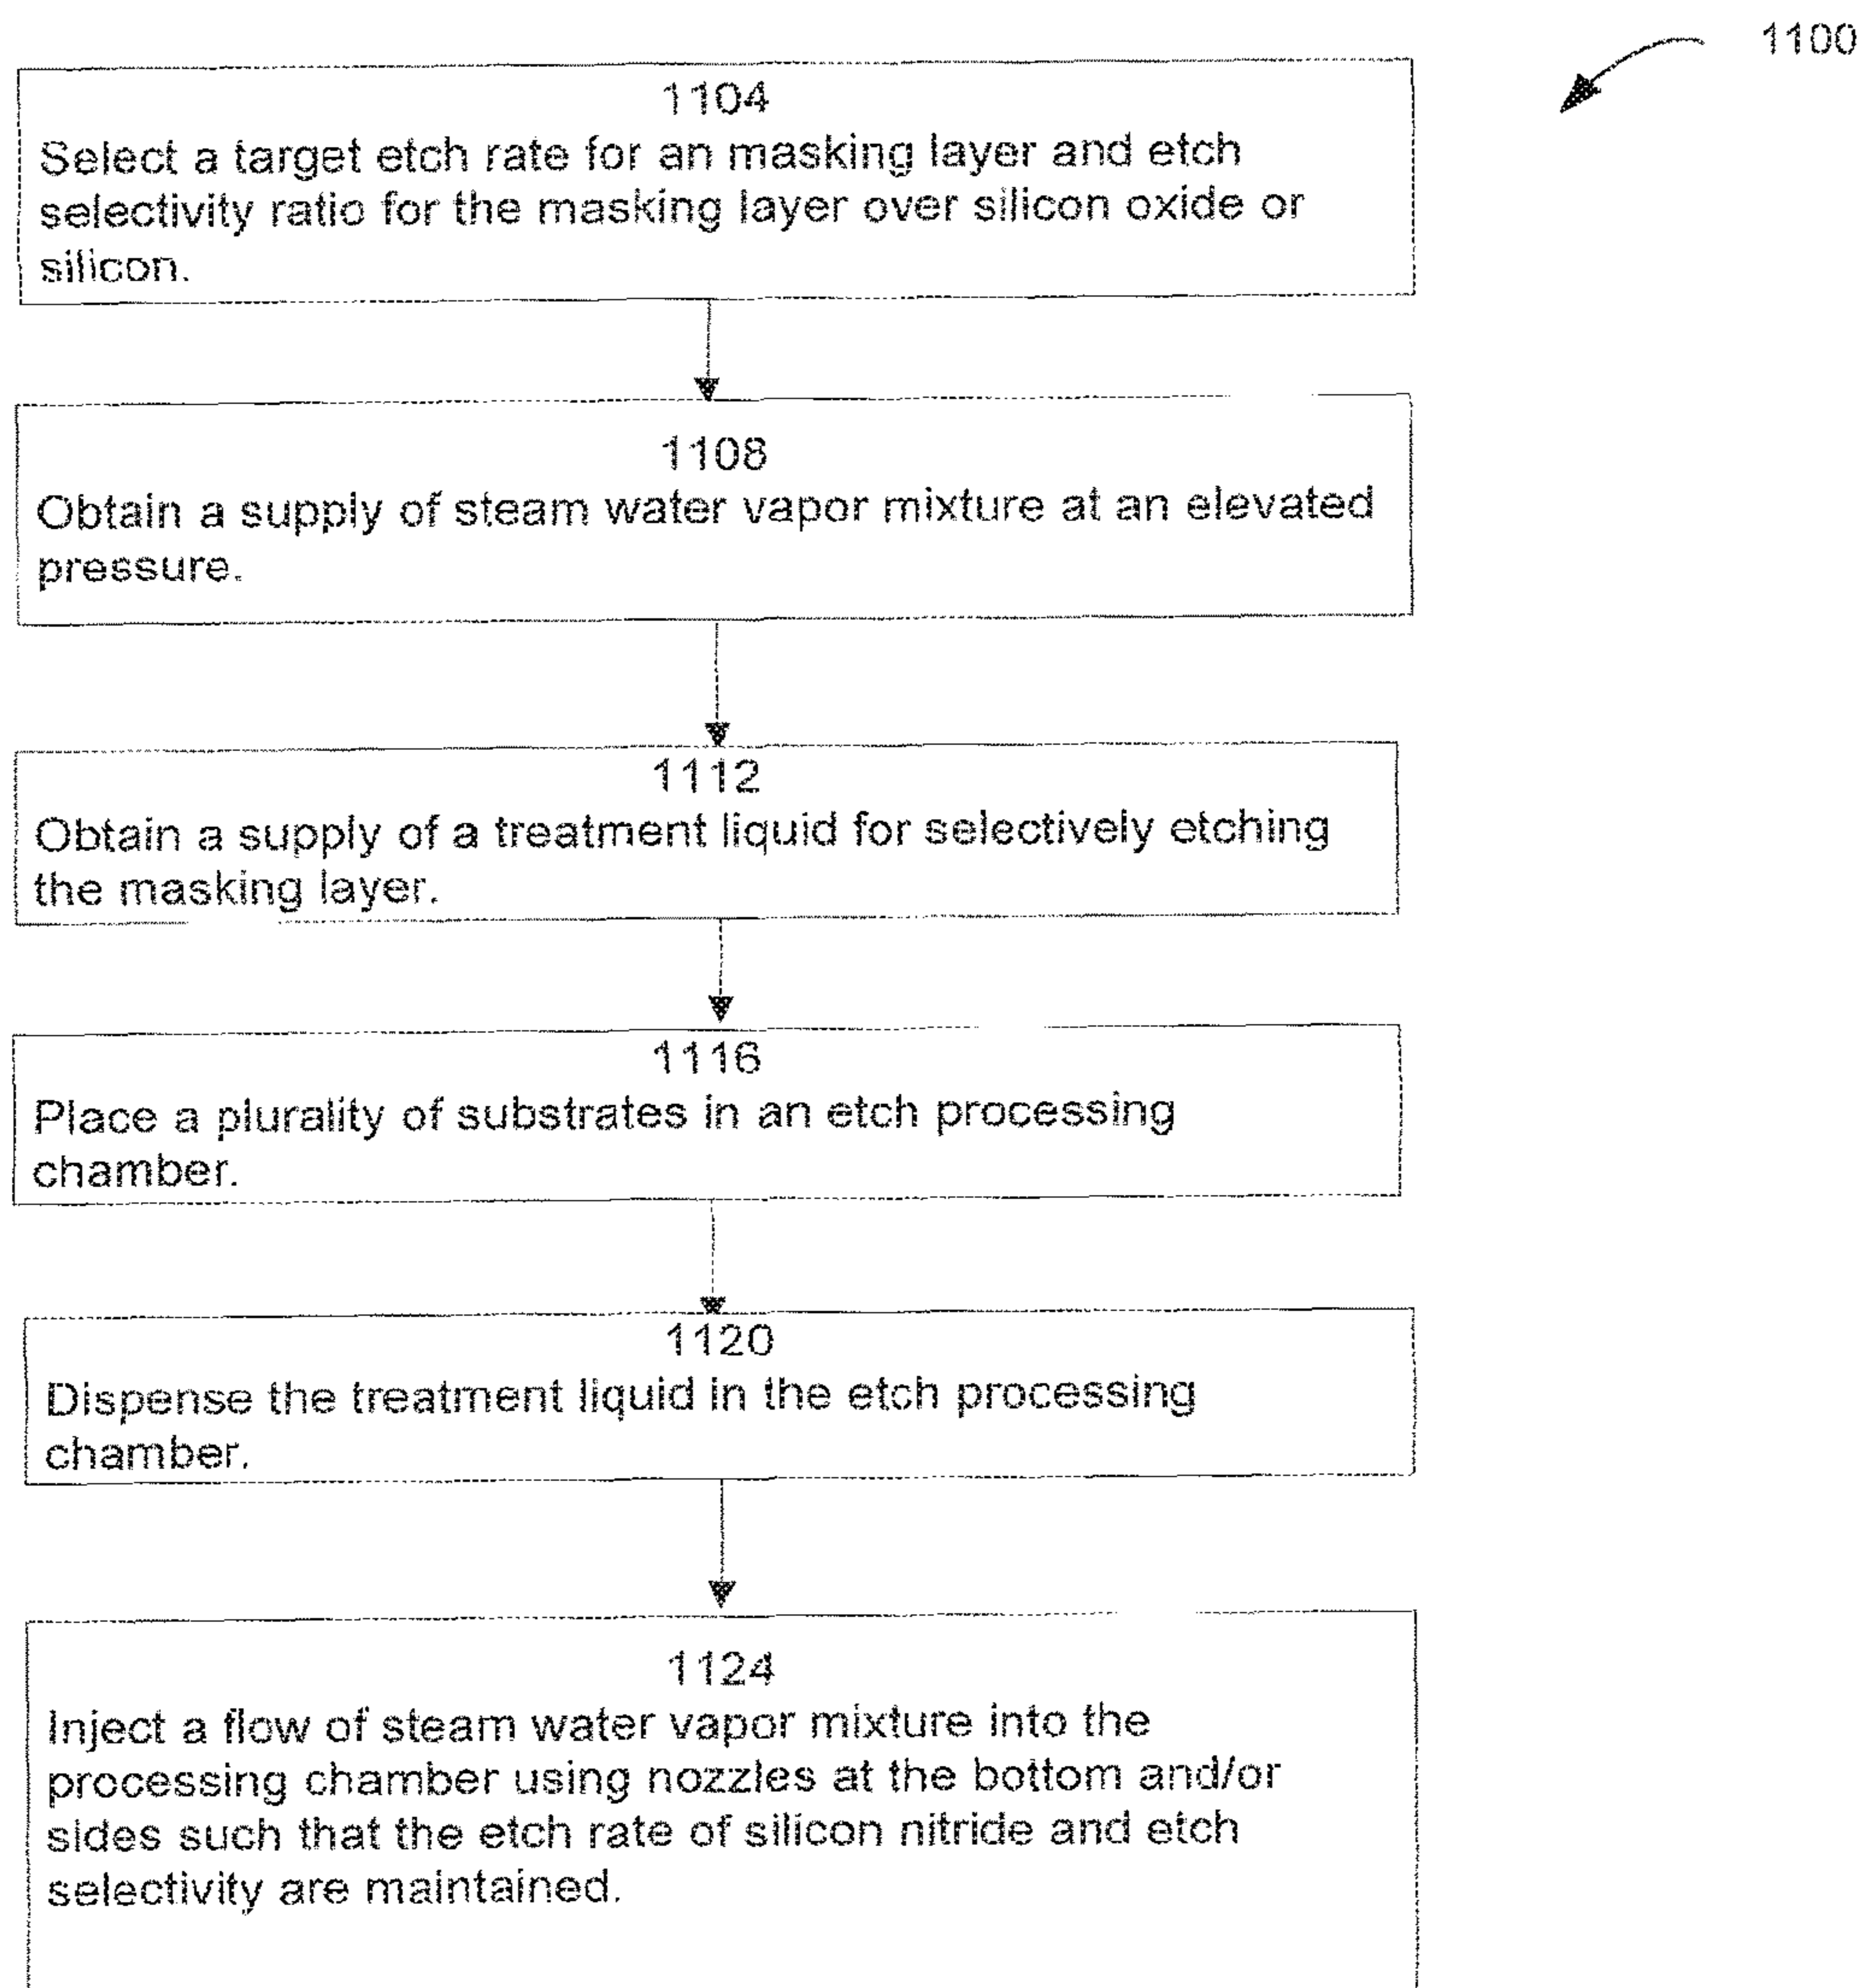 1100
1104
Select a target etch rate for an masking layer and etch
selectivity ratio for the masking layer over silicon oxide or
silicon.
1108
Obtain a supply of steam water vapor mixture at an elevated
pressure.
1112
Obtain a supply of a treatment liquid for selectively etching
the masking layer.
1116
Place a plurality of substrates in an etch processing
chamber.
1120
Dispense the treatment liquid in the etch processing
chamber.
1124
Inject a flow of steam water vapor mixture into the
processing chamber using nozzles at the bottom and/or
sides such that the etch rate of silicon nitride and etch
selectivity are maintained.